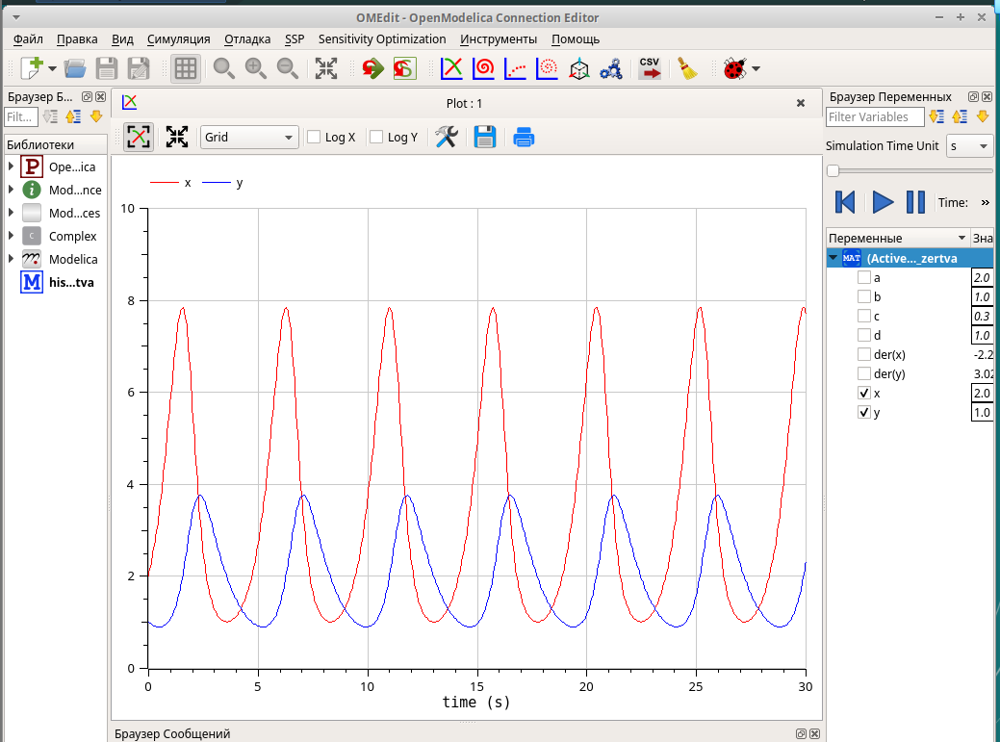 OMEdit - OpenModelica Connection Editor
Файл Правка Вид Симуляция Отладка SSP Sensitivity Optimization Инструменты Помощь
CSV
Браузер Б...
Filt...
Библиотеки
P Ope...ica
i Mod...nce
Mod...ces
C Complex
Modelica
M his...tva
Plot : 1
Grid Log X Log Y
x y
10
8
6
4
2
0
0 5 10 15 20 25 30
time (s)
Браузер Сообщений
Браузер Переменных
Filter Variables
Simulation Time Unit s
Time: »
Переменные Зна
MAT (Active..._zertva
a 2.0
b 1.0
c 0.3
d 1.0
der(x) -2.2
der(y) 3.02
x 2.0
y 1.0